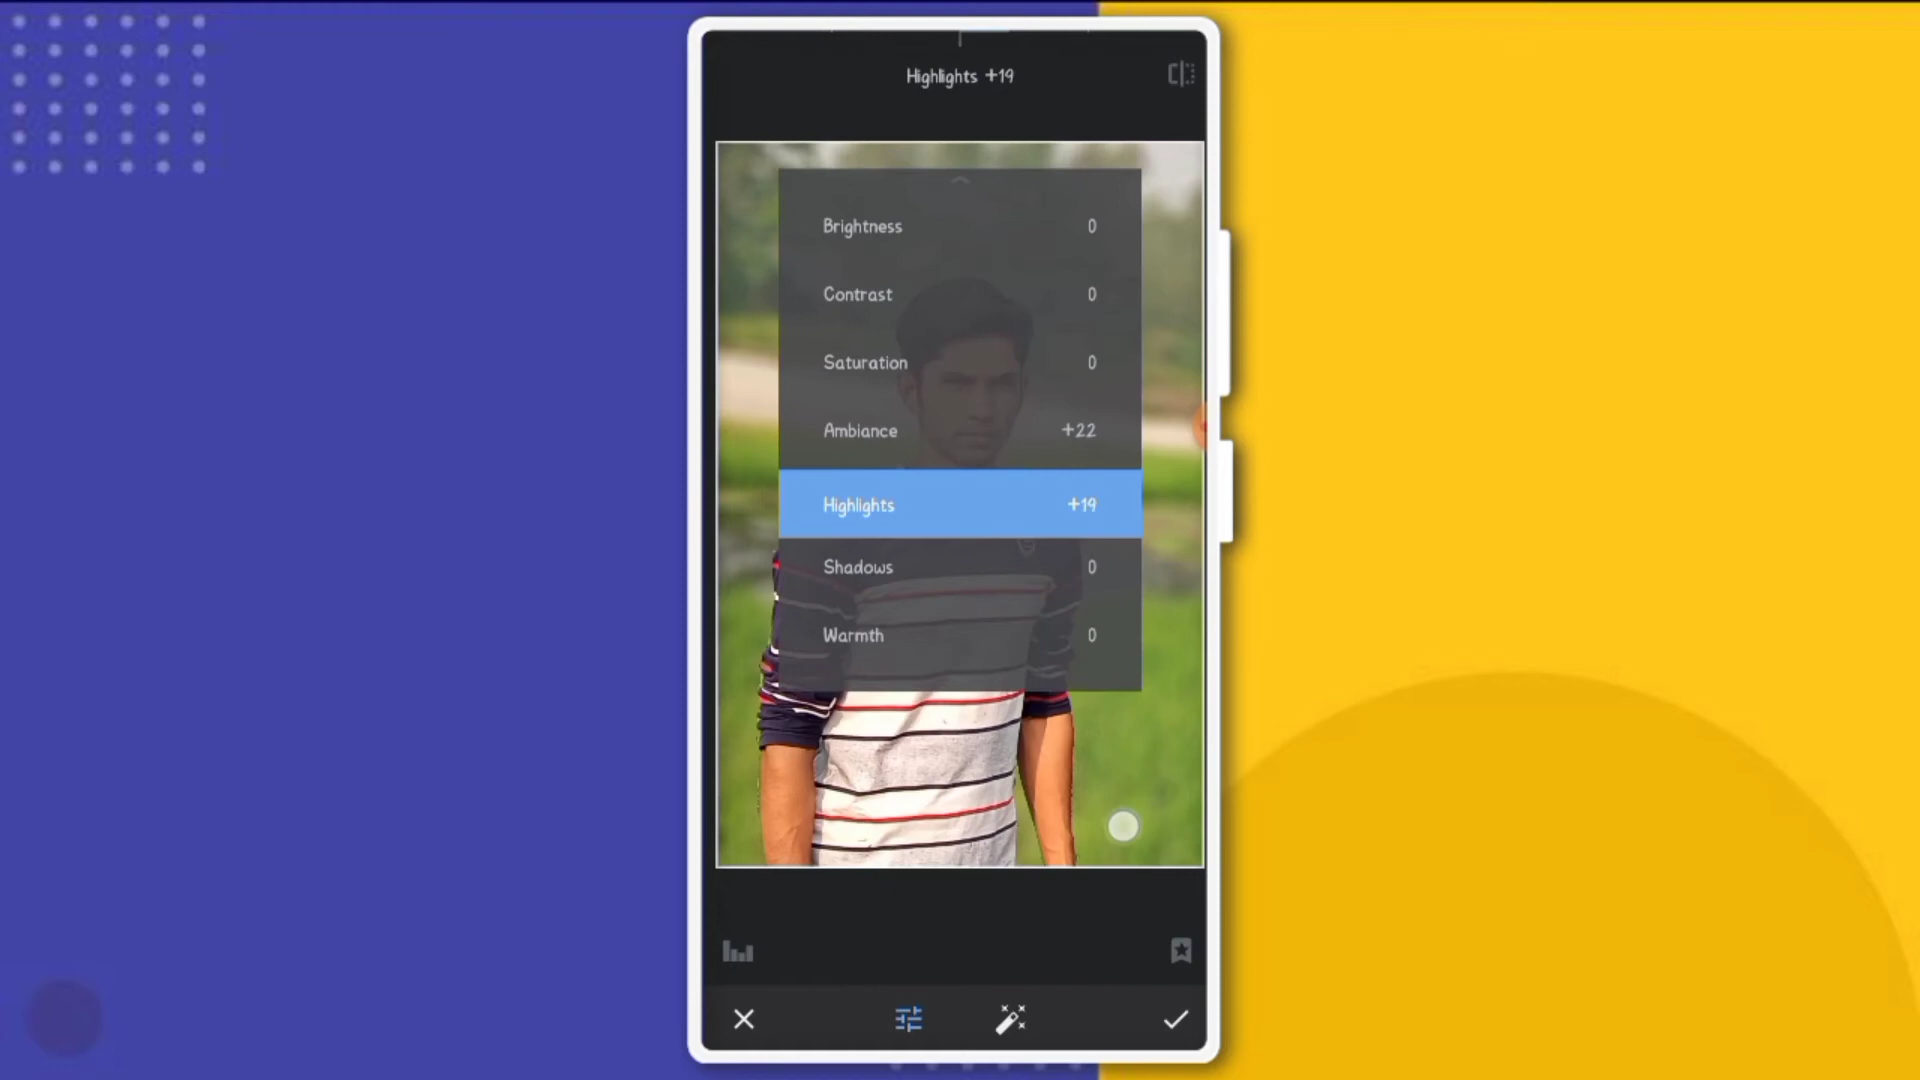 Highlights +19
Brightness 0
Contrast 0
Saturation 0
Ambiance +22
Highlights +19
Shadows 0
Warmth 0